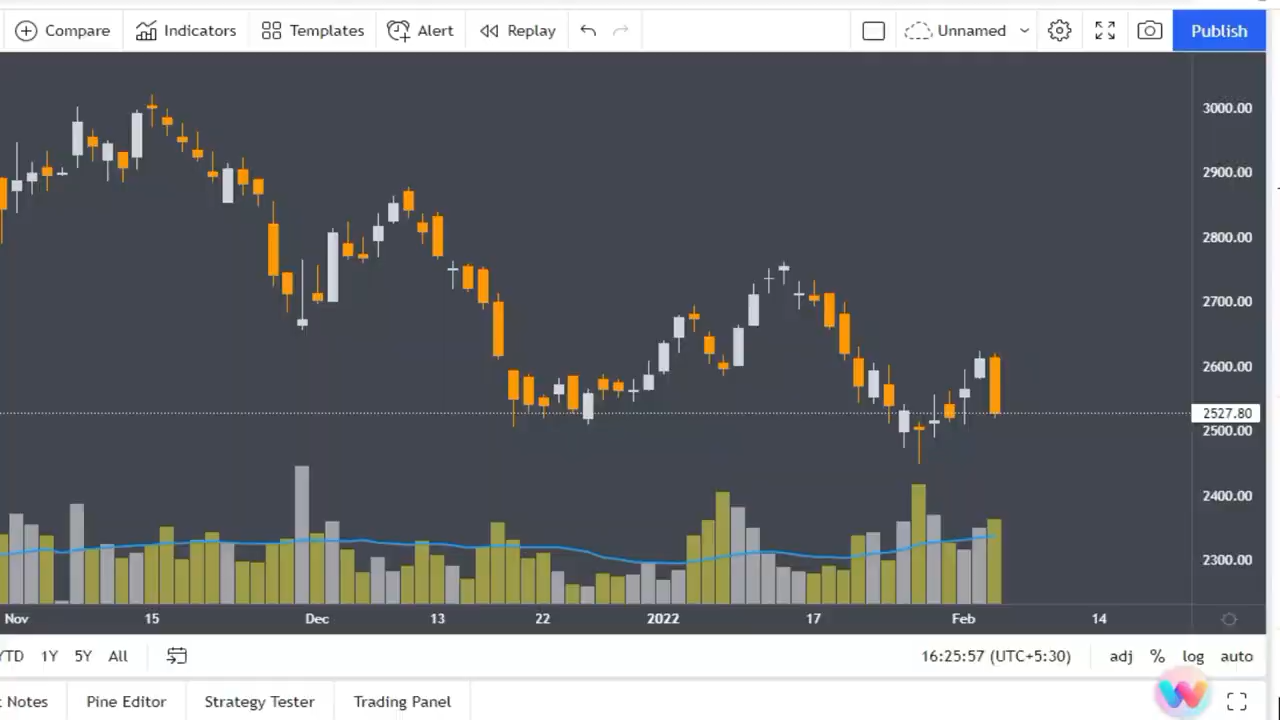 Compare Indicators Templates Alert Replay Unnamed Publish
3000.00
2900.00
2800.00
2700.00
2600.00
2527.80
2500.00
2400.00
2300.00
Nov 15 Dec 13 22 2022 17 Feb 14
YTD 1Y 5Y All 16:25:57 (UTC+5:30) adj % log auto
Notes Pine Editor Strategy Tester Trading Panel